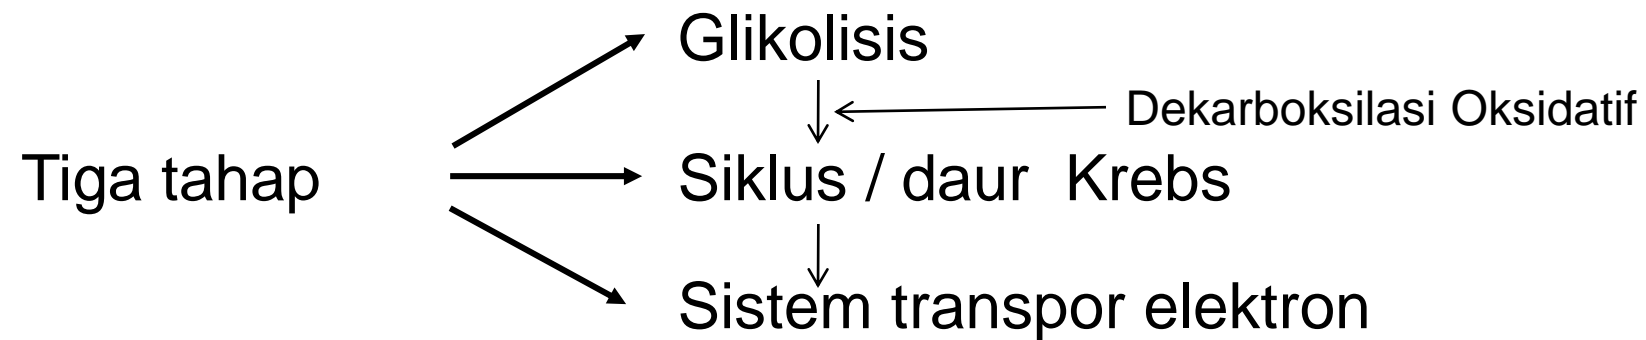 Glikolisis
Dekarboksilasi Oksidatif
Tiga tahap
Siklus / daur Krebs
Sistem transpor elektron